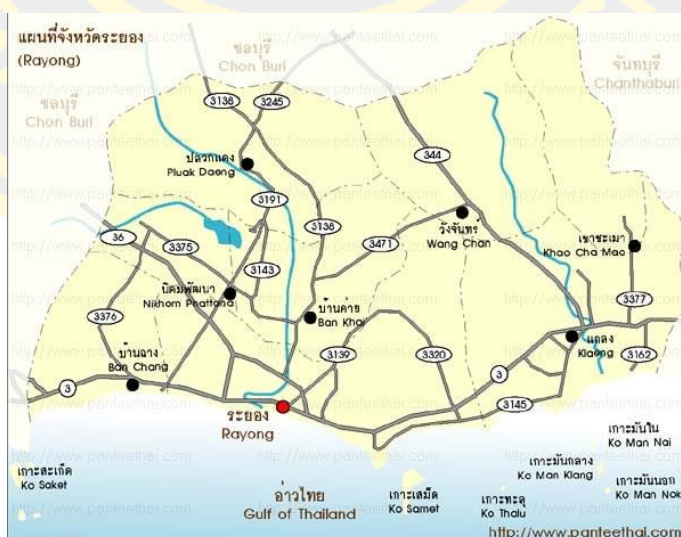 แผนที่จังหวัดระยอง
(Rayong)
ชลบุรี
Chon Buri
จันทบุรี
Chanthaburi
ชลบุรี
Chon Buri
3138
3245
344
ปลวกแดง
Pluak Daeng
3191
3138
วังจันทร์
Wang Chan
เขาชะเมา
Khao Cha Mao
36
3375
3471
3143
นิคมพัฒนา
Nikhom Phattana
บ้านค่าย
Ban Khai
3377
3376
แกลง
Klaeng
บ้านฉาง
Ban Chang
3139
3320
3162
3
3
3145
ระยอง
Rayong
เกาะมันใน
Ko Man Nai
เกาะมันกลาง
Ko Man Klang
เกาะมันนอก
Ko Man Nok
เกาะสะเก็ด
Ko Saket
อ่าวไทย
Gulf of Thailand
เกาะเสม็ด
Ko Samet
เกาะทะลุ
Ko Thalu
http://www.panteethai.com